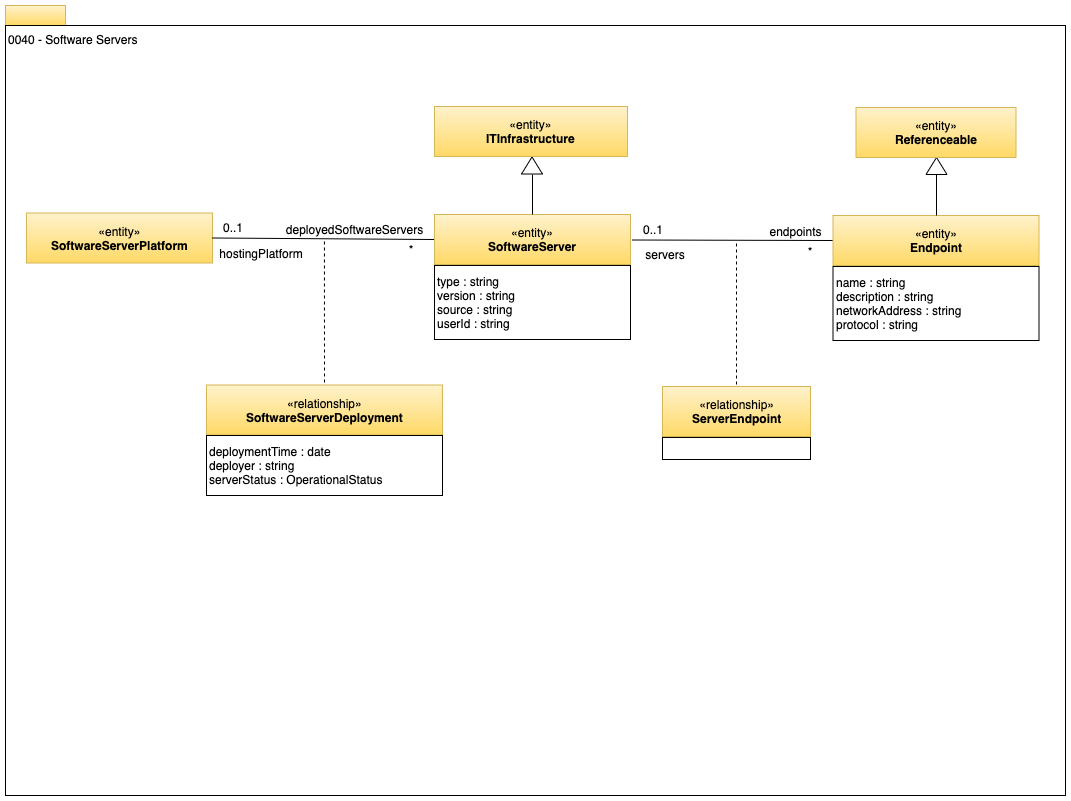 0040 - Software Servers
«entity»
ITInfrastructure
«entity»
Referenceable
«entity»
SoftwareServerPlatform
0..1
deployedSoftwareServers
hostingPlatform
*
«entity»
SoftwareServer
type : string
version : string
source : string
userId : string
0..1
endpoints
servers
*
«entity»
Endpoint
name : string
description : string
networkAddress : string
protocol : string
«relationship»
SoftwareServerDeployment
deploymentTime : date
deployer : string
serverStatus : OperationalStatus
«relationship»
ServerEndpoint